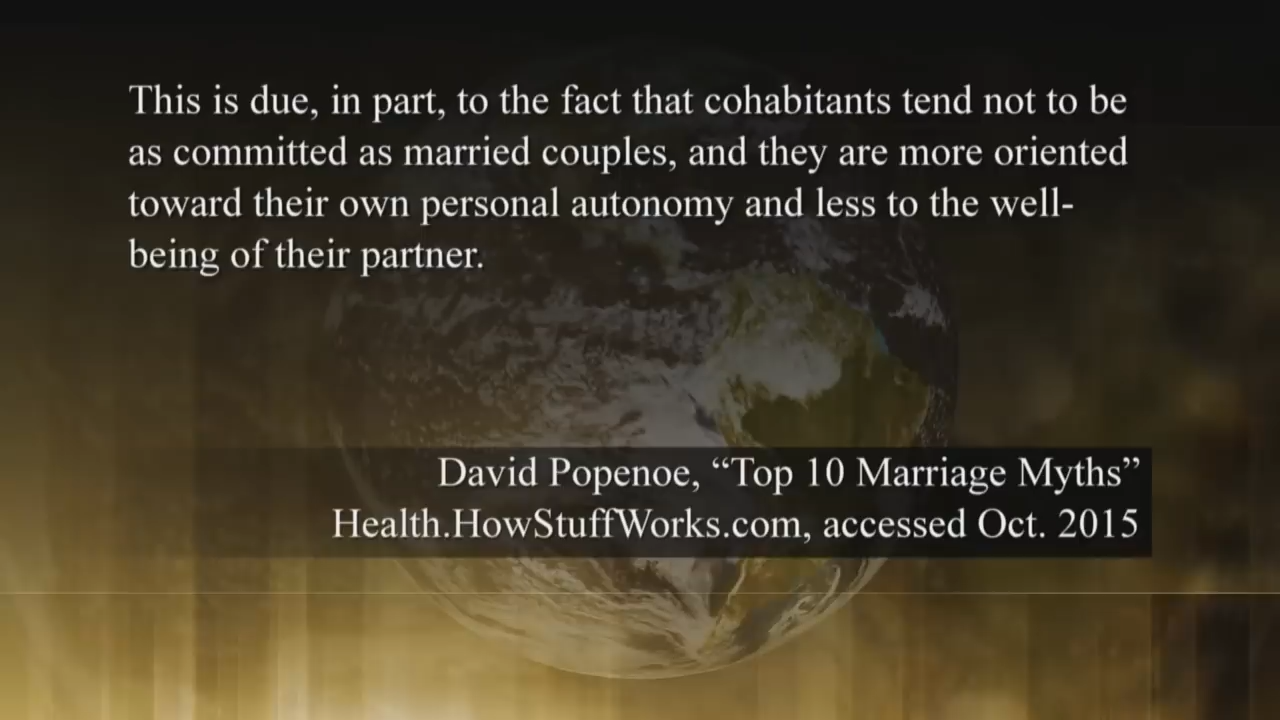 This is due, in part, to the fact that cohabitants tend not to be
as committed as married couples, and they are more oriented
toward their own personal autonomy and less to the well-
being of their partner.
David Popenoe, “Top 10 Marriage Myths”
Health.HowStuffWorks.com, accessed Oct. 2015